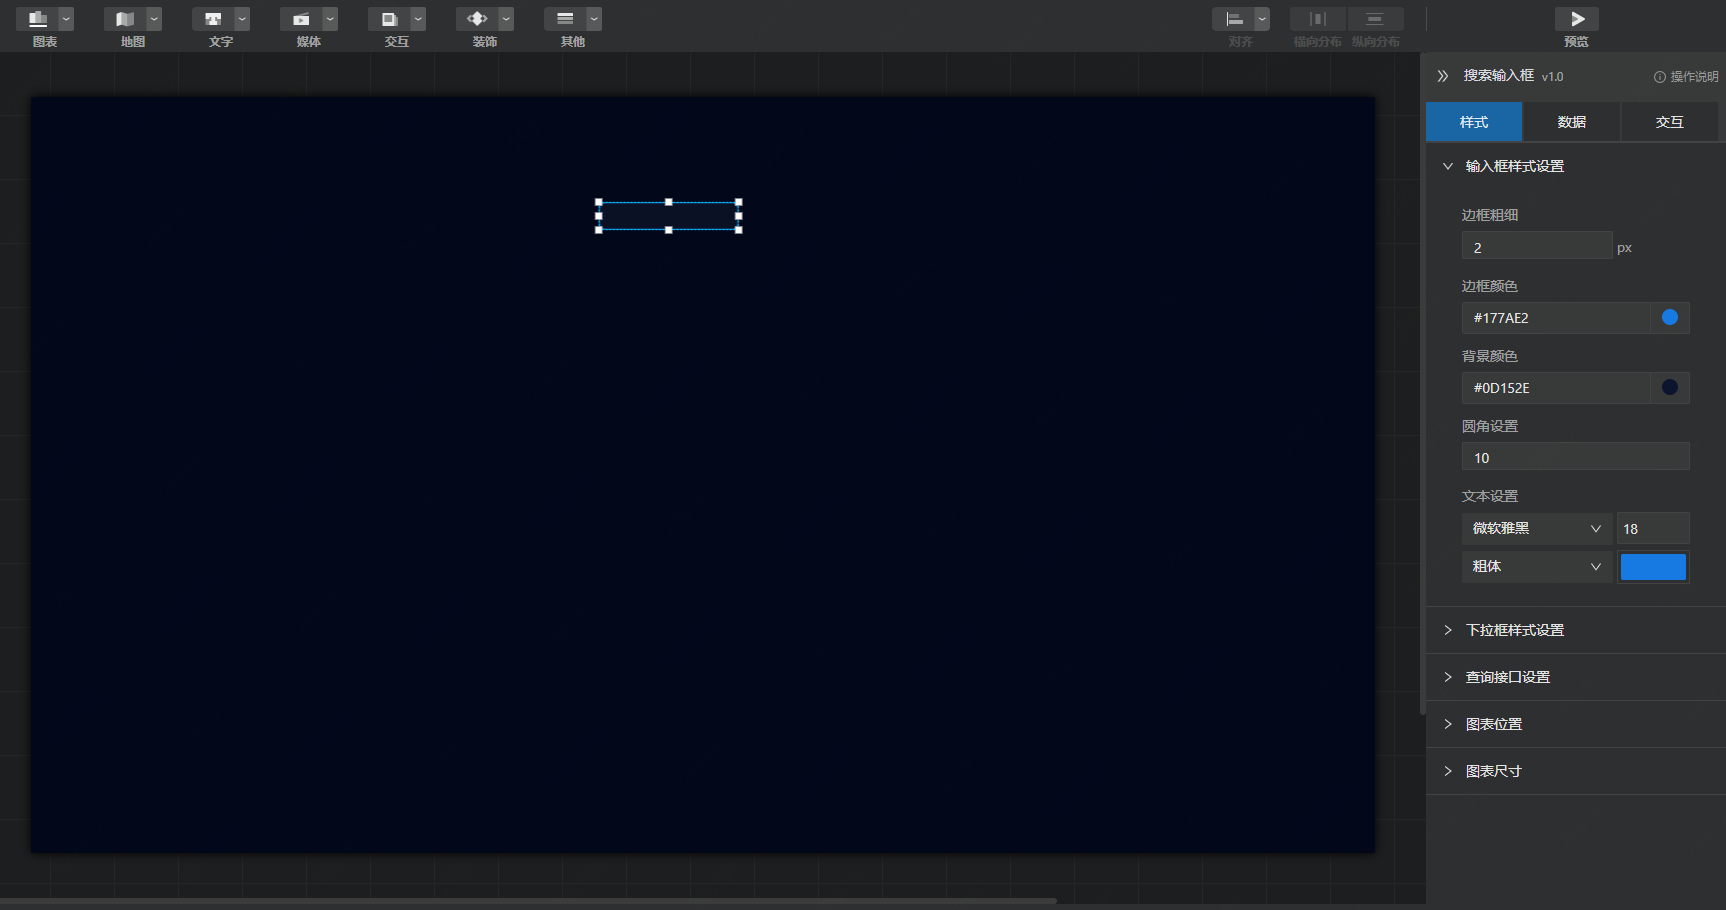 图表 地图 文字 媒体 交互 装饰 其他 对齐 横向分布 纵向分布 预览
搜索输入框 v1.0 操作说明
样式 数据 交互
输入框样式设置
边框粗细
2 px
边框颜色
#177AE2
背景颜色
#0D152E
圆角设置
10
文本设置
微软雅黑 18
粗体
下拉框样式设置
查询接口设置
图表位置
图表尺寸